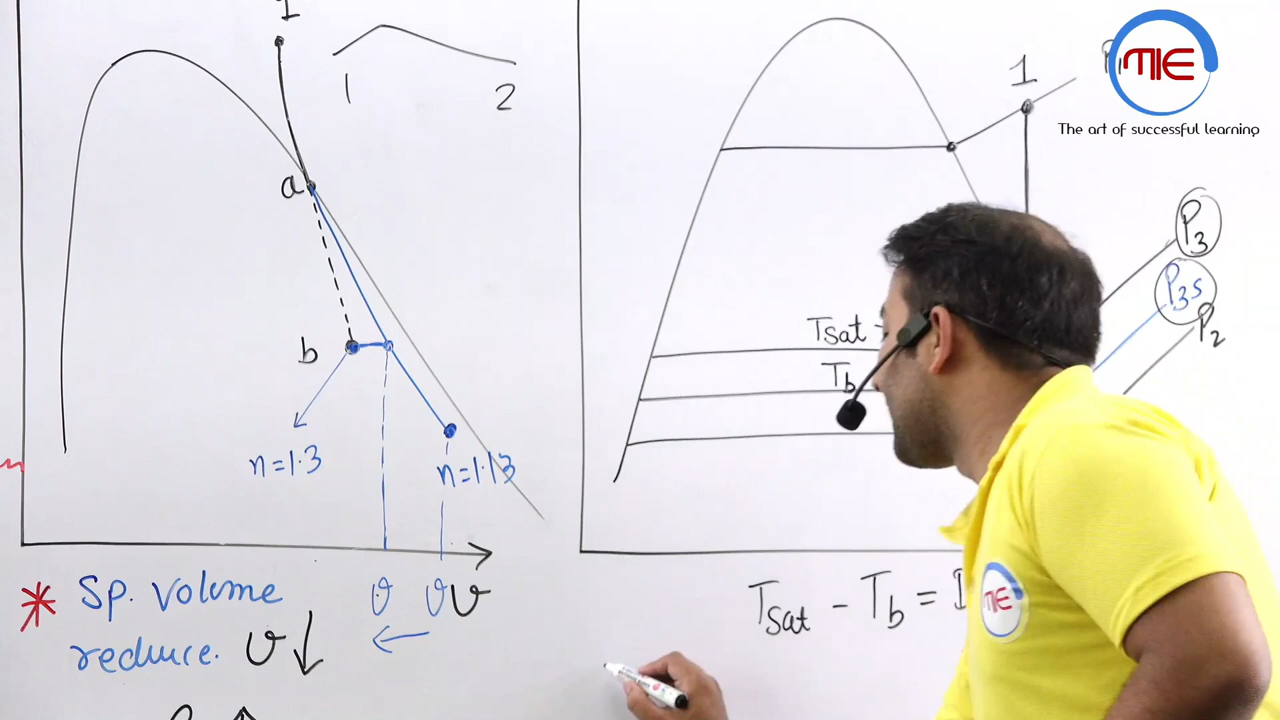 1
1
2
a
b
n=1.3
n=1.13
v v v
* Sp. volume
reduce. v↓
1
MIE
The art of successful learning
P3
P3s
P2
Tsat
Tb
Tsat - Tb =
MIE